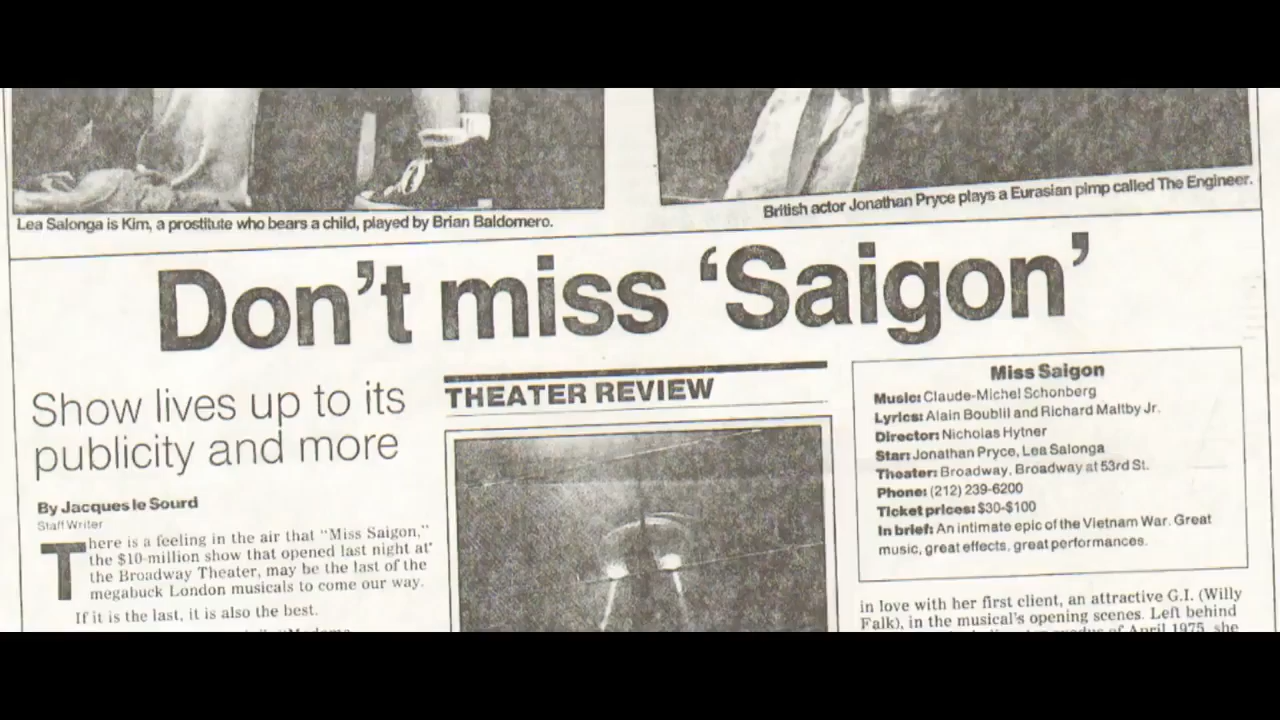 Lea Salonga is Kim, a prostitute who bears a child, played by Brian Baldomero.
British actor Jonathan Pryce plays a Eurasian pimp called The Engineer.
Don't miss 'Saigon'
Show lives up to its
publicity and more
By Jacques le Sourd
Staff Writer
There is a feeling in the air that "Miss Saigon,"
the $10-million show that opened last night at
the Broadway Theater, may be the last of the
megabuck London musicals to come our way.
If it is the last, it is also the best.
THEATER REVIEW
Miss Saigon
Music: Claude-Michel Schonberg
Lyrics: Alain Boublil and Richard Maltby Jr.
Director: Nicholas Hytner
Star: Jonathan Pryce, Lea Salonga
Theater: Broadway, Broadway at 53rd St.
Phone: (212) 239-6200
Ticket prices: $30-$100
In brief: An intimate epic of the Vietnam War. Great
music, great effects, great performances.
in love with her first client, an attractive G.I. (Willy
Falk), in the musical's opening scenes. Left behind
of April 1975, she